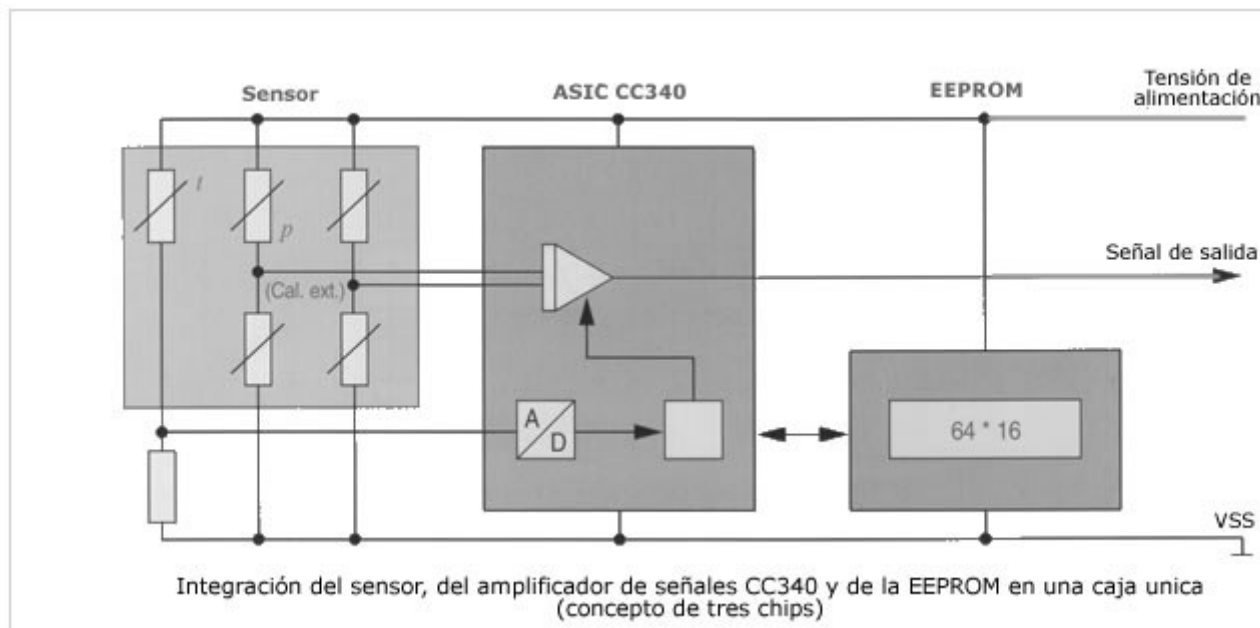 Sensor
ASIC CC340
EEPROM
Tensión de
alimentación
t
p
(Cal. ext.)
Señal de salida
A
D
64 * 16
VSS
Integración del sensor, del amplificador de señales CC340 y de la EEPROM en una caja unica
(concepto de tres chips)